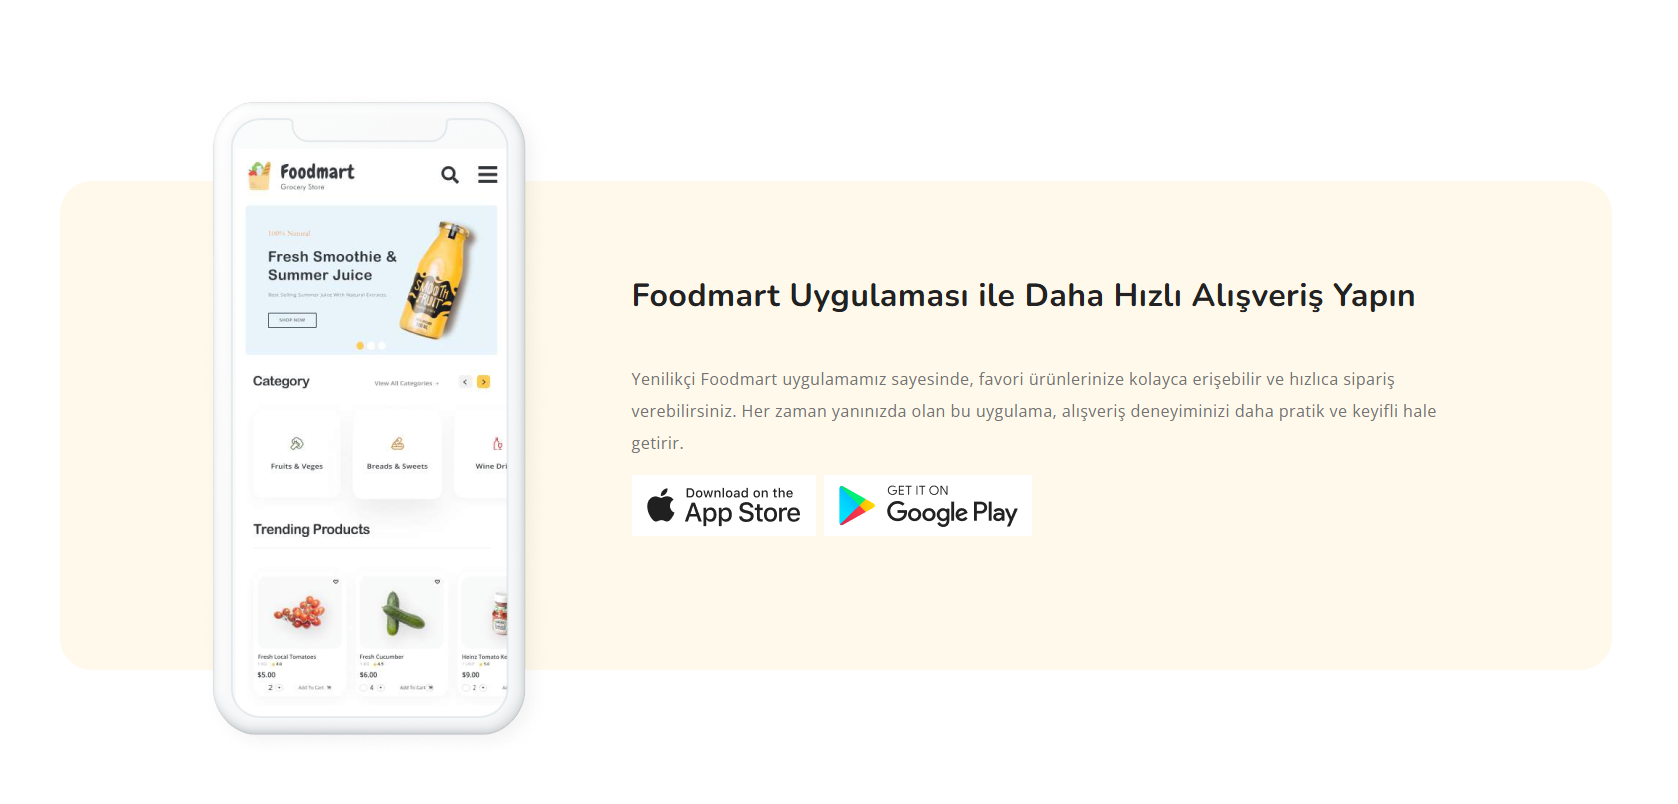 Foodmart
Grocery Store
100% Natural
Fresh Smoothie &
Summer Juice
Best Selling Summer Juice With Natural Extracts.
SHOP NOW
SMOOTH
FRUIT
Category
View All Categories
Fruits & Veges
Breads & Sweets
Wine Dri
Trending Products
Fresh Local Tomatoes
Fresh Cucumber
Heinz Tomato Ke
$5.00
$6.00
$9.00
2
Add To Cart
4
Add To Cart
2
Foodmart Uygulaması ile Daha Hızlı Alışveriş Yapın
Yenilikçi Foodmart uygulamamız sayesinde, favori ürünlerinize kolayca erişebilir ve hızlıca sipariş
verebilirsiniz. Her zaman yanınızda olan bu uygulama, alışveriş deneyiminizi daha pratik ve keyifli hale
getirir.
Download on the
App Store
GET IT ON
Google Play